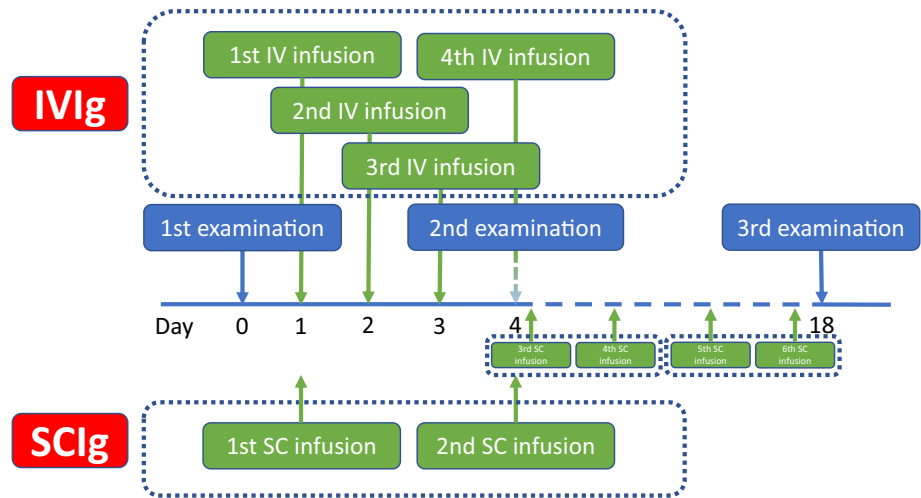 1st IV infusion
4th IV infusion
IVIg
2nd IV infusion
3rd IV infusion
1st examination
2nd examination
3rd examination
Day 0 1 2 3 4 18
3rd SC
infusion
4th SC
infusion
5th SC
infusion
6th SC
infusion
SCIg
1st SC infusion
2nd SC infusion